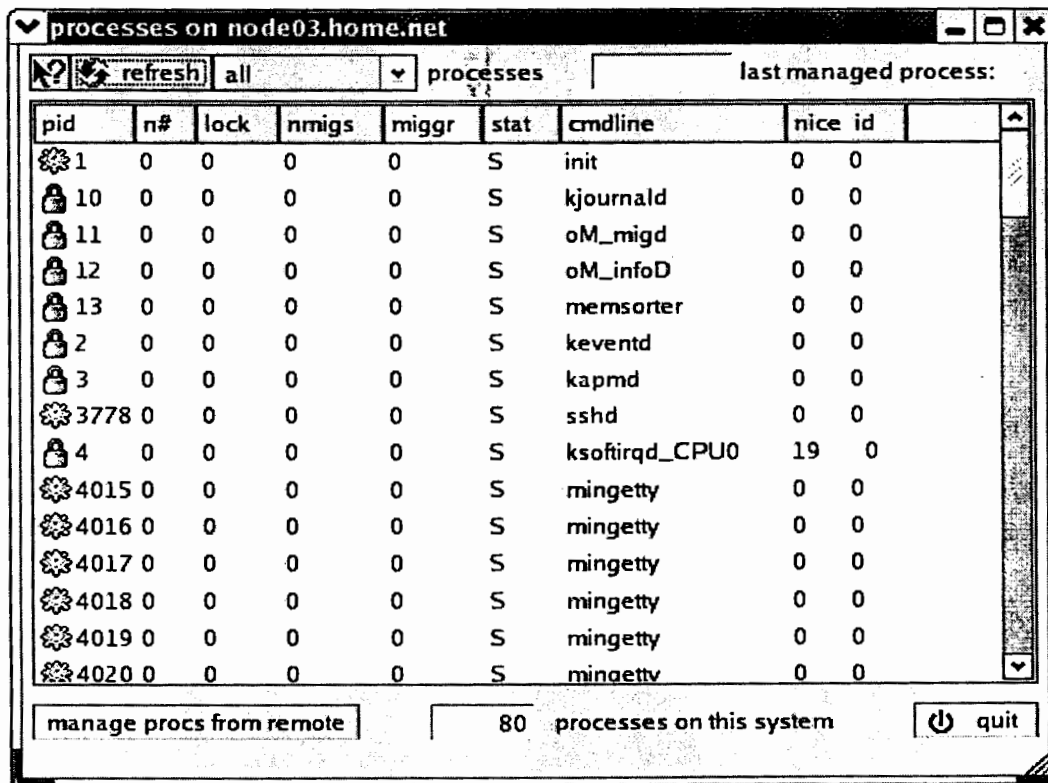 processes on node03.home.net
refresh all processes last managed process:
pid n# lock nmigs miggr stat cmdline nice id
1 0 0 0 0 S init 0 0
10 0 0 0 0 S kjournald 0 0
11 0 0 0 0 S oM_migd 0 0
12 0 0 0 0 S oM_infoD 0 0
13 0 0 0 0 S memsorter 0 0
2 0 0 0 0 S keventd 0 0
3 0 0 0 0 S kapmd 0 0
3778 0 0 0 0 S sshd 0 0
4 0 0 0 0 S ksoftirqd_CPU0 19 0
4015 0 0 0 0 S mingetty 0 0
4016 0 0 0 0 S mingetty 0 0
4017 0 0 0 0 S mingetty 0 0
4018 0 0 0 0 S mingetty 0 0
4019 0 0 0 0 S mingetty 0 0
4020 0 0 0 0 S mingetty 0 0
manage procs from remote 80 processes on this system quit